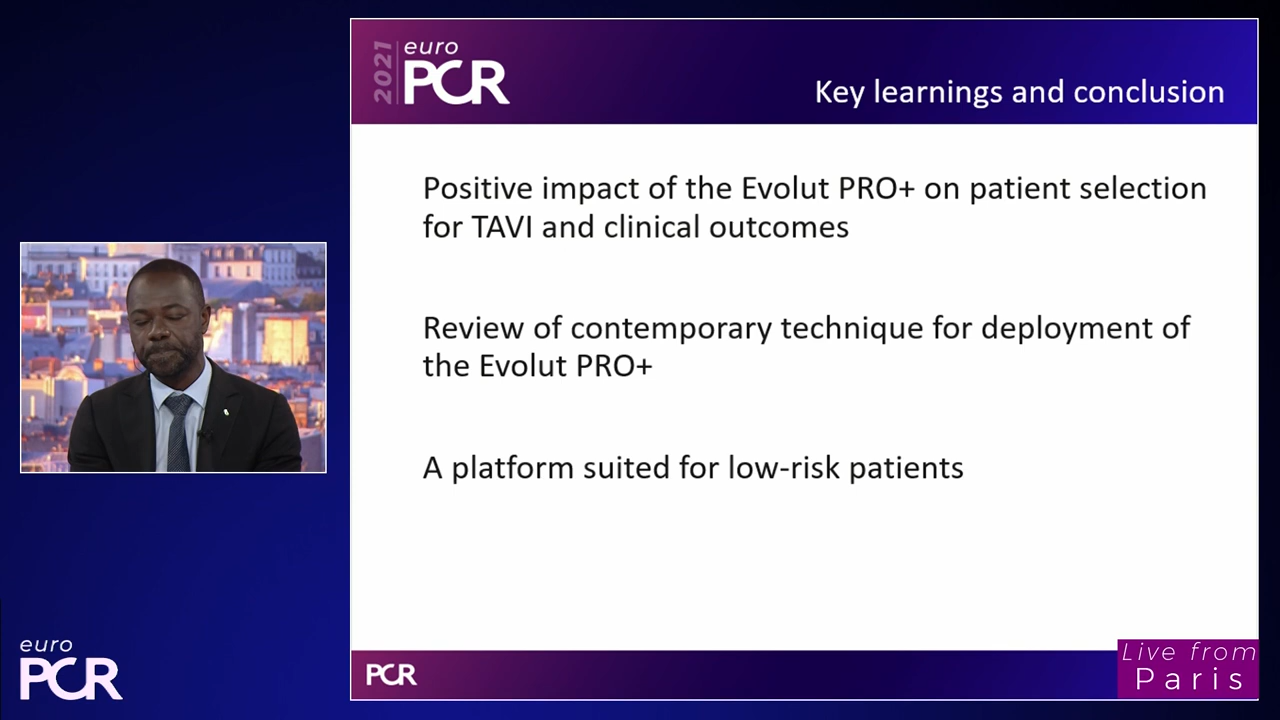 2021
euro
PCR
Key learnings and conclusion
Positive impact of the Evolut PRO+ on patient selection
for TAVI and clinical outcomes
Review of contemporary technique for deployment of
the Evolut PRO+
A platform suited for low-risk patients
euro
PCR
PCR
Live from
Paris